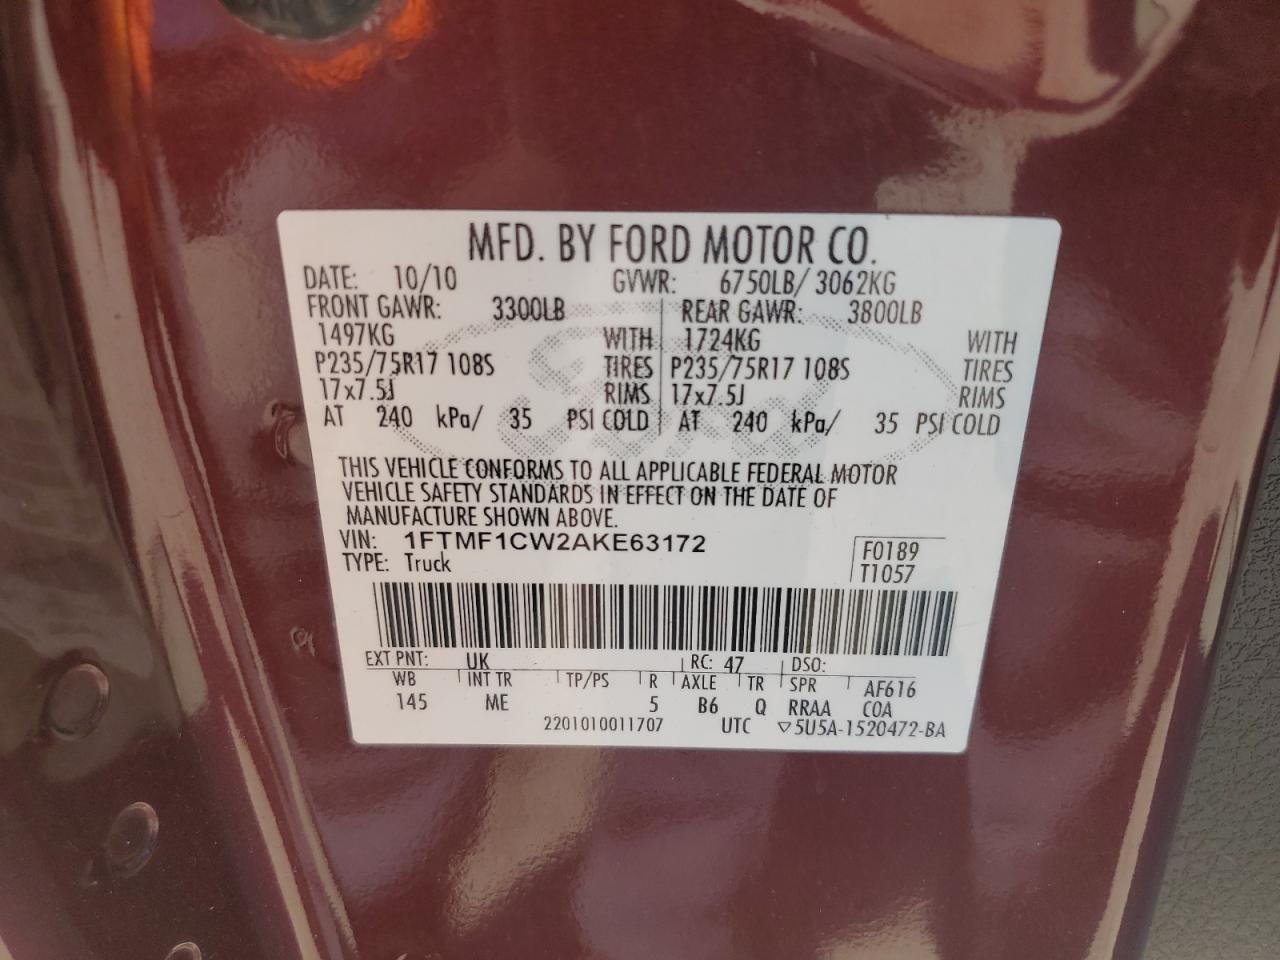 MFD. BY FORD MOTOR CO.
DATE: 10/10 GVWR: 6750LB/ 3062KG
FRONT GAWR: 3300LB REAR GAWR: 3800LB
1497KG WITH 1724KG WITH
P235/75R17 108S TIRES P235/75R17 108S TIRES
17x7.5J RIMS 17x7.5J RIMS
AT 240 kPa/ 35 PSI COLD AT 240 kPa/ 35 PSI COLD
THIS VEHICLE CONFORMS TO ALL APPLICABLE FEDERAL MOTOR
VEHICLE SAFETY STANDARDS IN EFFECT ON THE DATE OF
MANUFACTURE SHOWN ABOVE.
VIN: 1FTMF1CW2AKE63172 F0189
TYPE: Truck T1057
EXT PNT: UK RC: 47 DSO:
WB INT TR TP/PS R AXLE TR SPR AF616
145 ME 5 B6 Q RRAA COA
2201010011707 UTC ▽5U5A-1520472-BA